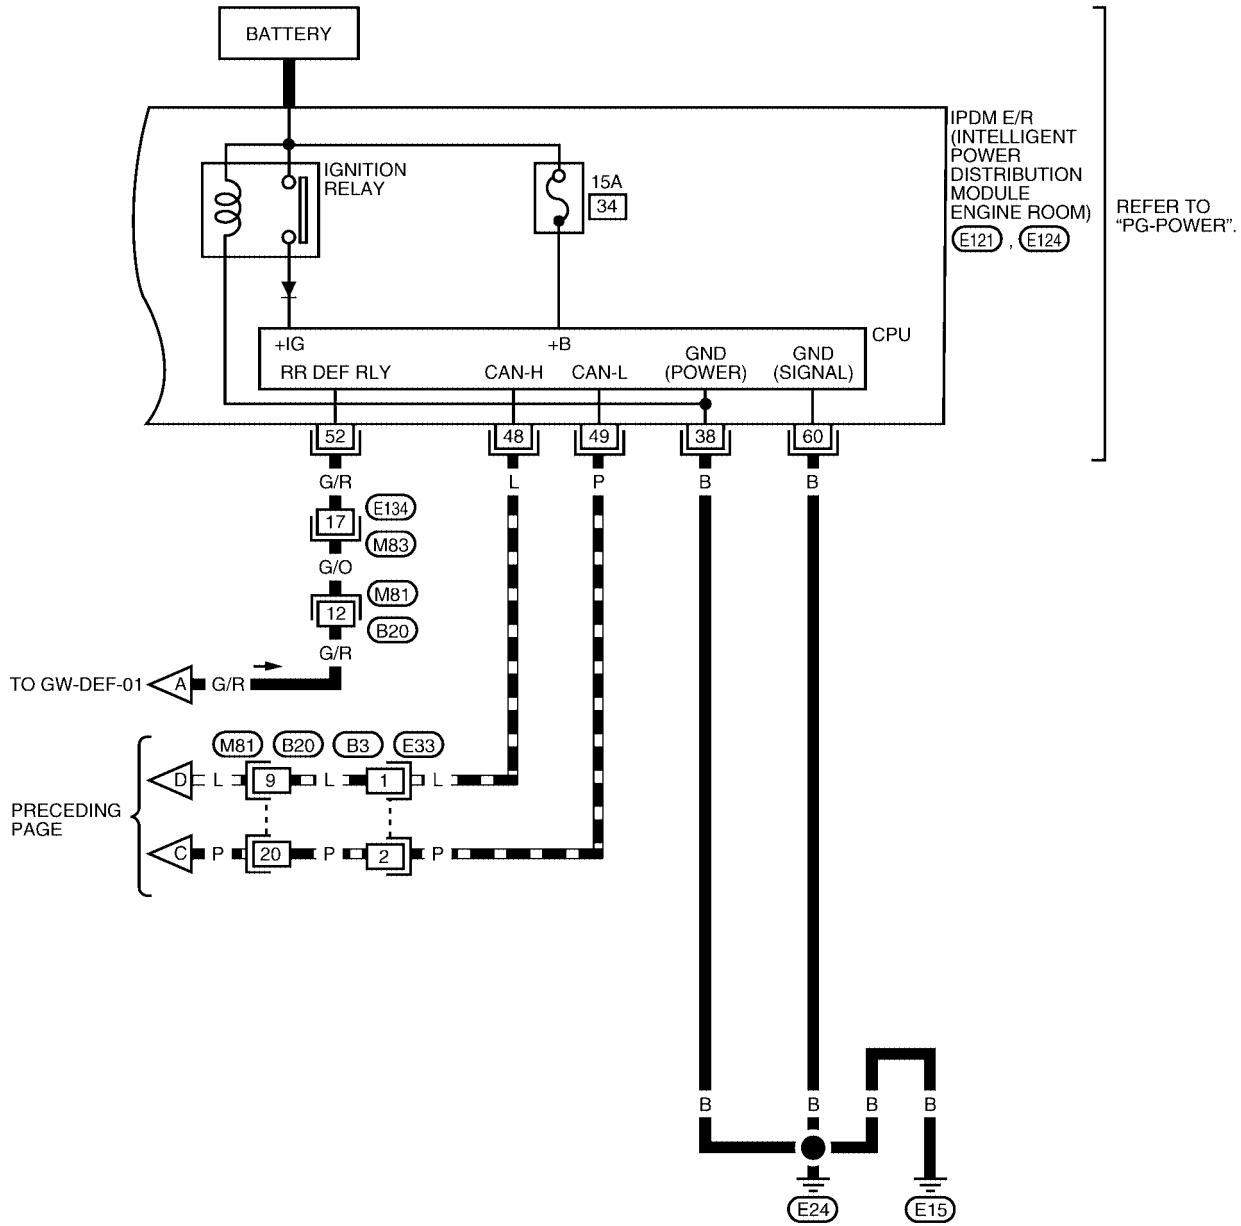 BATTERY
IPDM E/R
(INTELLIGENT
POWER
DISTRIBUTION
MODULE
ENGINE ROOM)
E121 , E124
REFER TO
“PG-POWER”.
IGNITION
RELAY
15A
34
CPU
+IG
+B
GND
(POWER)
GND
(SIGNAL)
RR DEF RLY
CAN-H
CAN-L
52
48
49
38
60
G/R
L
P
B
B
17
E134
M83
G/O
12
M81
B20
G/R
TO GW-DEF-01
A
G/R
M81
B20
B3
E33
D
L
9
L
1
L
PRECEDING
PAGE
C
P
20
P
2
P
B
B
B
B
E24
E15